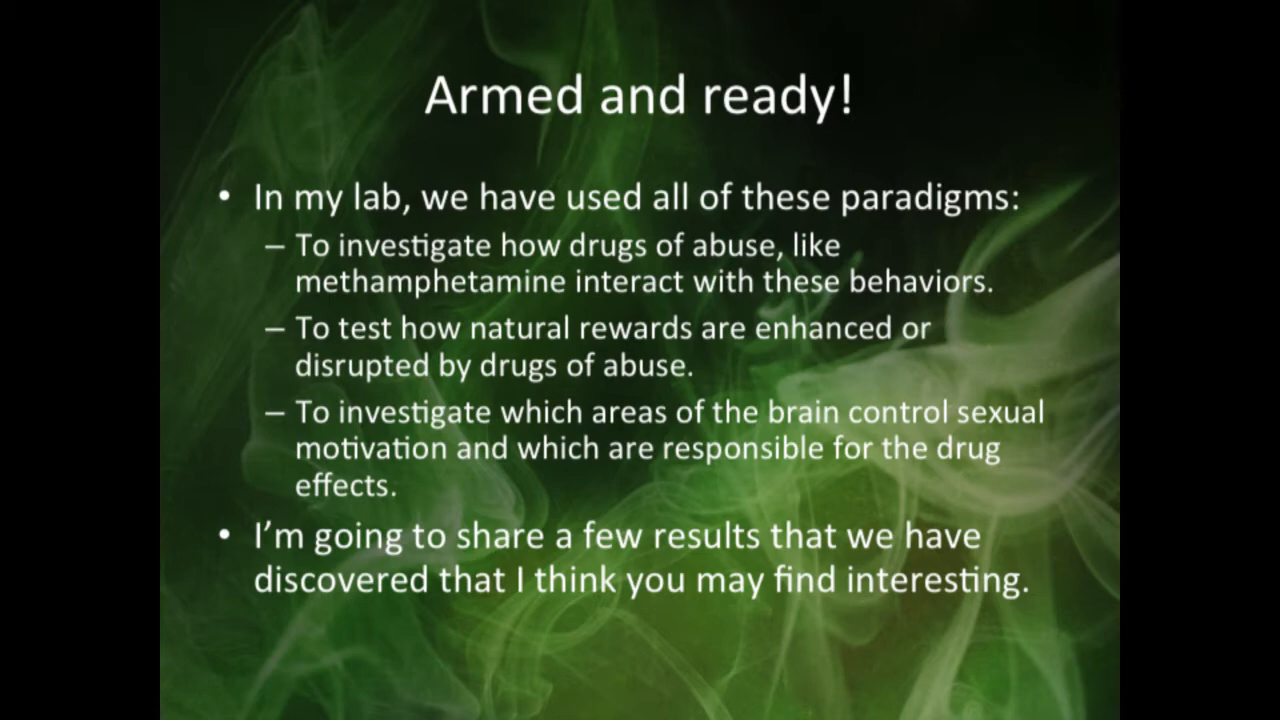 Armed and ready!
• In my lab, we have used all of these paradigms:
– To investigate how drugs of abuse, like
methamphetamine interact with these behaviors.
– To test how natural rewards are enhanced or
disrupted by drugs of abuse.
– To investigate which areas of the brain control sexual
motivation and which are responsible for the drug
effects.
• I’m going to share a few results that we have
discovered that I think you may find interesting.